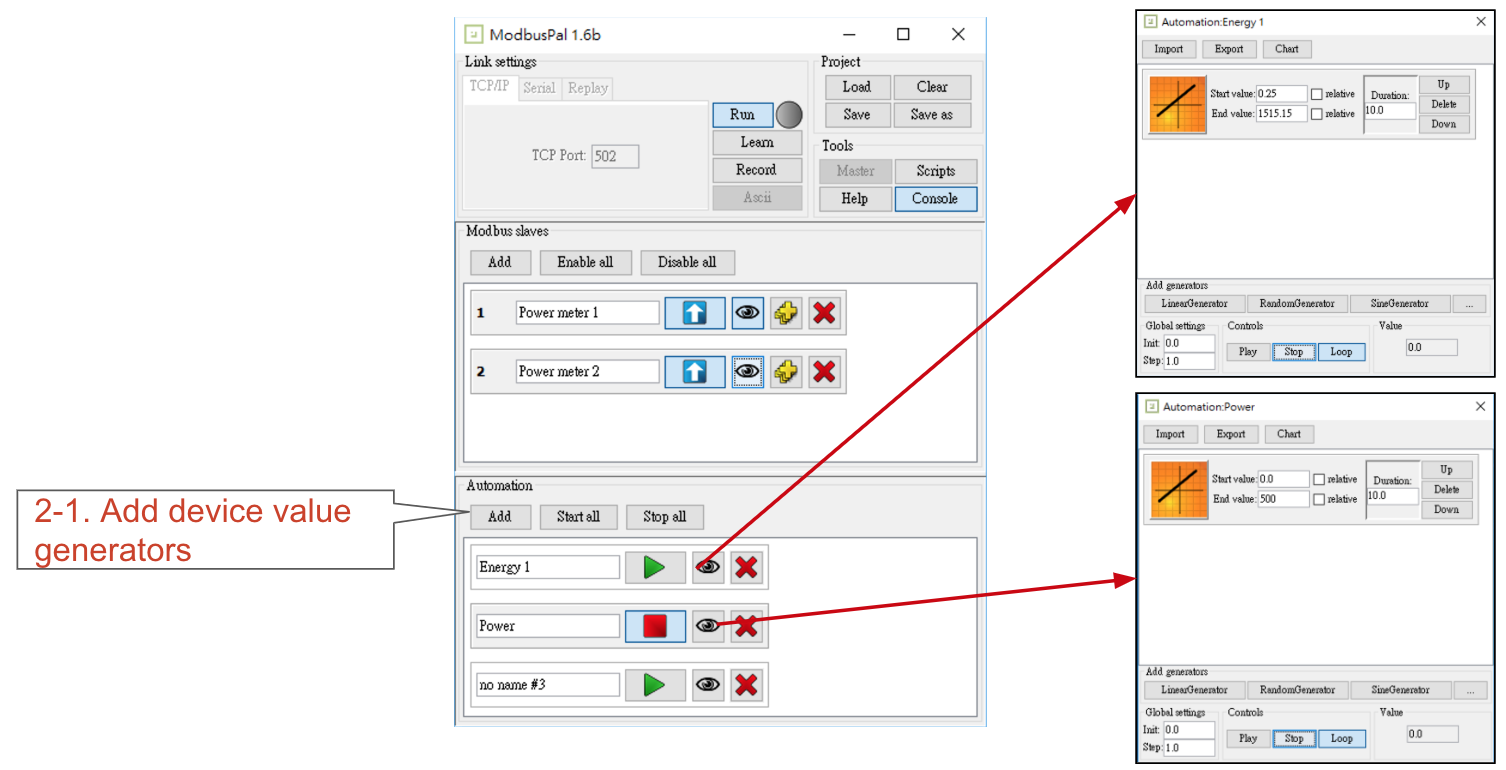 ModbusPal 1.6b
Link settings
TCP/IP Serial Replay
TCP Port: 502
Run
Learn
Record
Ascii
Project
Load Clear
Save Save as
Tools
Master Scripts
Help Console
Modbus slaves
Add Enable all Disable all
1 Power meter 1
2 Power meter 2
Automation
Add Start all Stop all
Energy 1
Power
no name #3
2-1. Add device value
generators
Automation:Energy 1
Import Export Chart
Start value: 0.25 relative
End value: 1515.15 relative
Duration:
10.0
Up
Delete
Down
Add generators
LinearGenerator RandomGenerator SineGenerator ...
Global settings
Init: 0.0
Step: 1.0
Controls
Play Stop Loop
Value
0.0
Automation:Power
Import Export Chart
Start value: 0.0 relative
End value: 500 relative
Duration:
10.0
Up
Delete
Down
Add generators
LinearGenerator RandomGenerator SineGenerator ...
Global settings
Init: 0.0
Step: 1.0
Controls
Play Stop Loop
Value
0.0